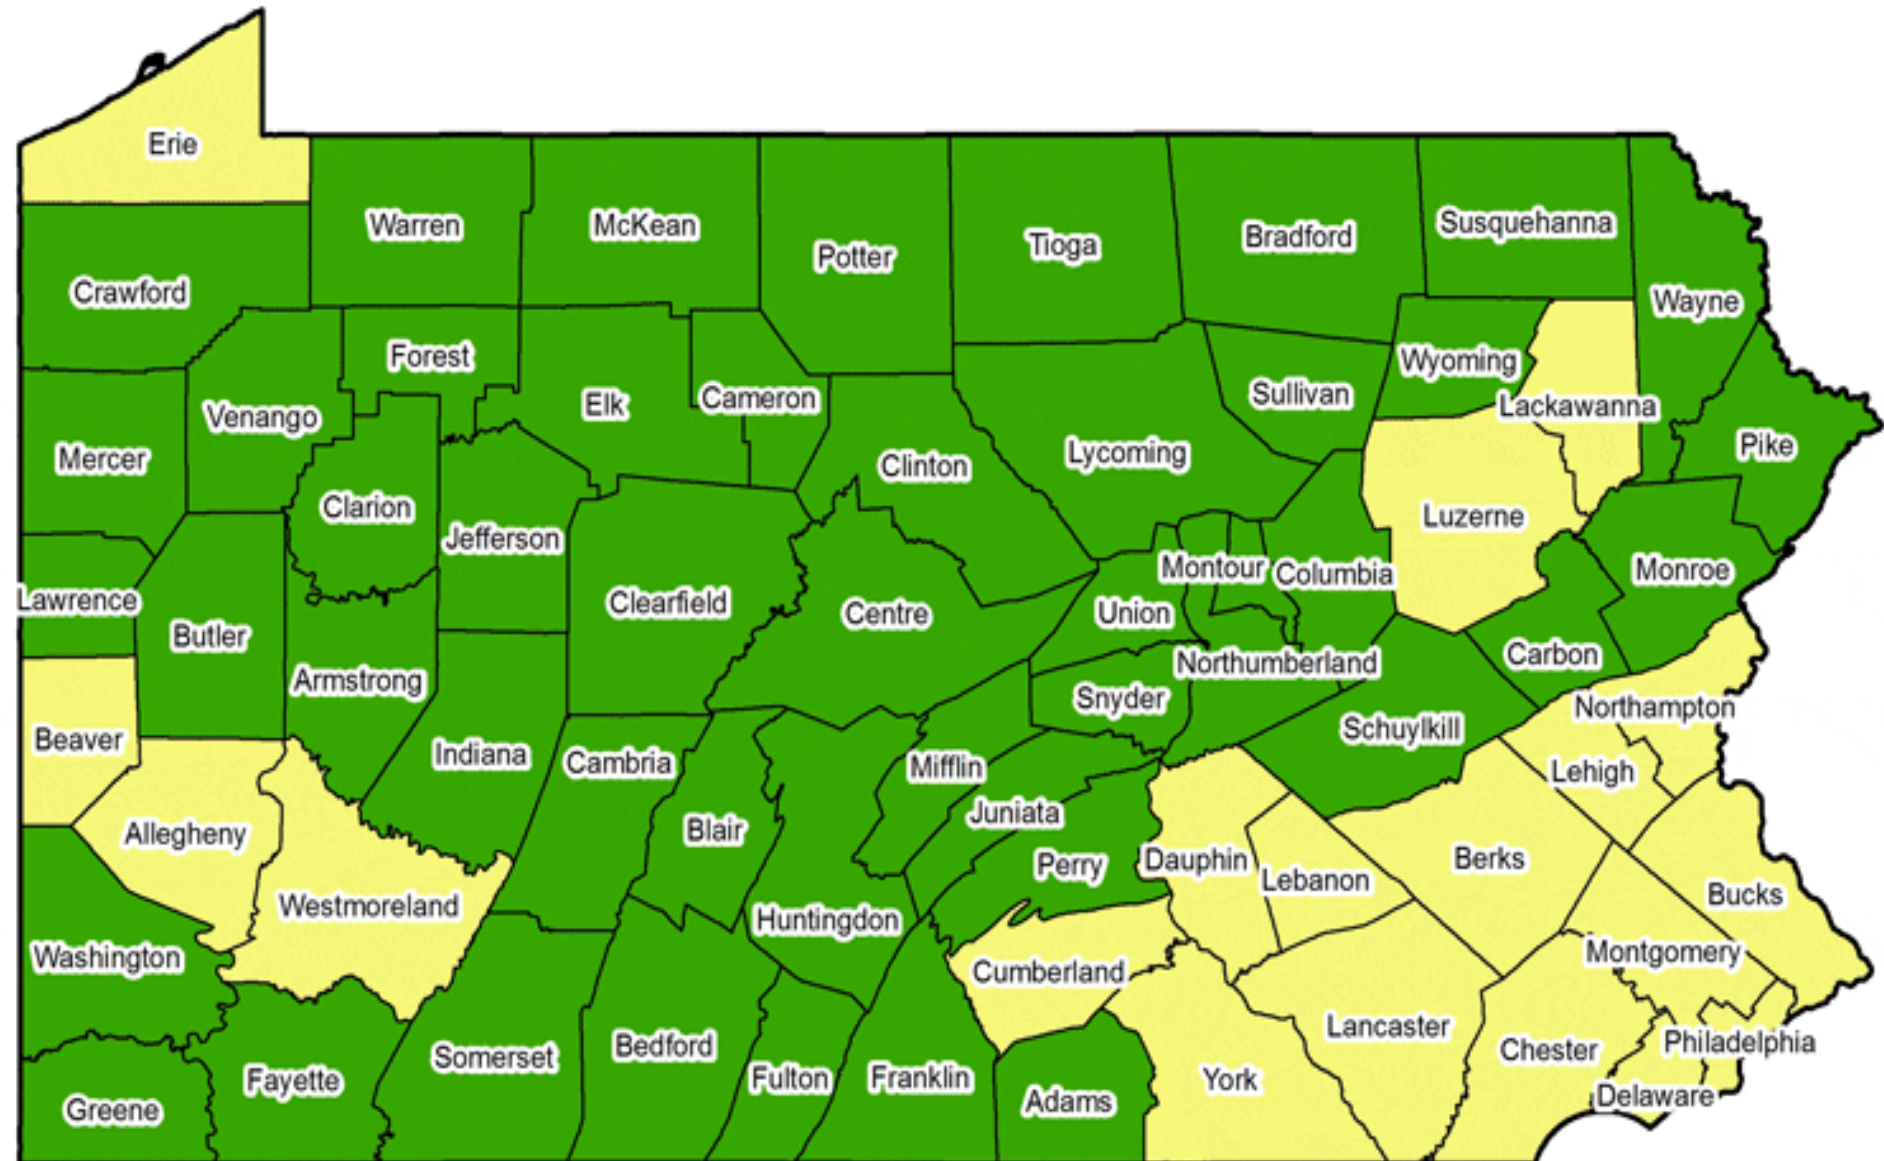 Erie
Warren
McKean
Potter
Tioga
Bradford
Susquehanna
Wayne
Crawford
Forest
Elk
Cameron
Sullivan
Wyoming
Lackawanna
Venango
Mercer
Clarion
Jefferson
Clinton
Lycoming
Luzerne
Pike
Lawrence
Butler
Clearfield
Centre
Union
Montour
Columbia
Monroe
Carbon
Armstrong
Snyder
Northumberland
Schuylkill
Northampton
Beaver
Indiana
Cambria
Mifflin
Lehigh
Allegheny
Blair
Juniata
Perry
Dauphin
Lebanon
Berks
Bucks
Westmoreland
Huntingdon
Washington
Cumberland
Montgomery
Somerset
Bedford
Lancaster
Chester
Philadelphia
Greene
Fayette
Fulton
Franklin
Adams
York
Delaware